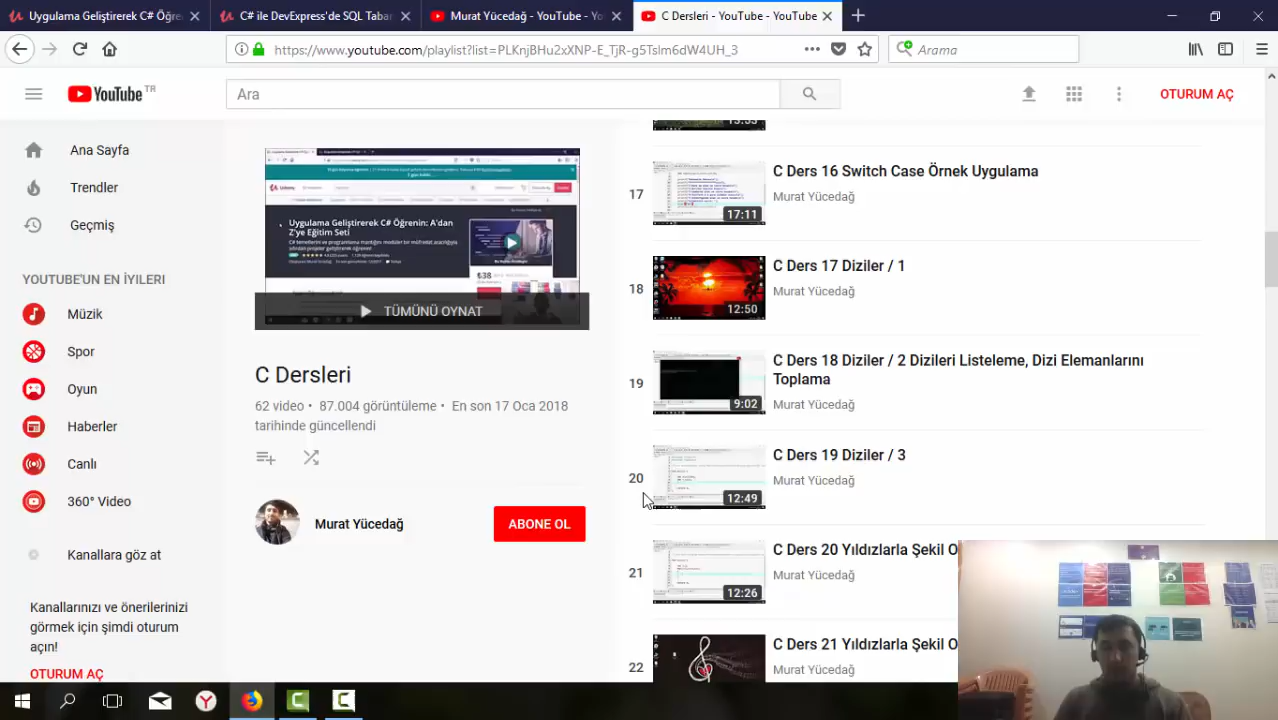 Uygulama Geliştirerek C# Öğre
C# ile DevExpress'de SQL Taba
Murat Yücedağ - YouTube - Yo
C Dersleri - YouTube - YouTube
https://www.youtube.com/playlist?list=PLKnjBHu2xXNP-E_TjR-g5Tslm6dW4UH_3
Arama
YouTube TR
Ara
OTURUM AÇ
Ana Sayfa
Trendler
Geçmiş
YOUTUBE'UN EN İYİLERİ
Müzik
Spor
Oyun
Haberler
Canlı
360° Video
Kanallara göz at
Kanallarınızı ve önerilerinizi
görmek için şimdi oturum
açın!
OTURUM AÇ
Uygulama Geliştirerek C# Öğrenin: A'dan
Z'ye Eğitim Seti
₺38
TÜMÜNÜ OYNAT
C Dersleri
62 video • 87.004 görüntüleme • En son 17 Oca 2018
tarihinde güncellendi
Murat Yücedağ
ABONE OL
17
17:11
C Ders 16 Switch Case Örnek Uygulama
Murat Yücedağ
18
12:50
C Ders 17 Diziler / 1
Murat Yücedağ
19
9:02
C Ders 18 Diziler / 2 Dizileri Listeleme, Dizi Elemanlarını
Toplama
Murat Yücedağ
20
12:49
C Ders 19 Diziler / 3
Murat Yücedağ
21
12:26
C Ders 20 Yıldızlarla Şekil O
Murat Yücedağ
22
C Ders 21 Yıldızlarla Şekil O
Murat Yücedağ